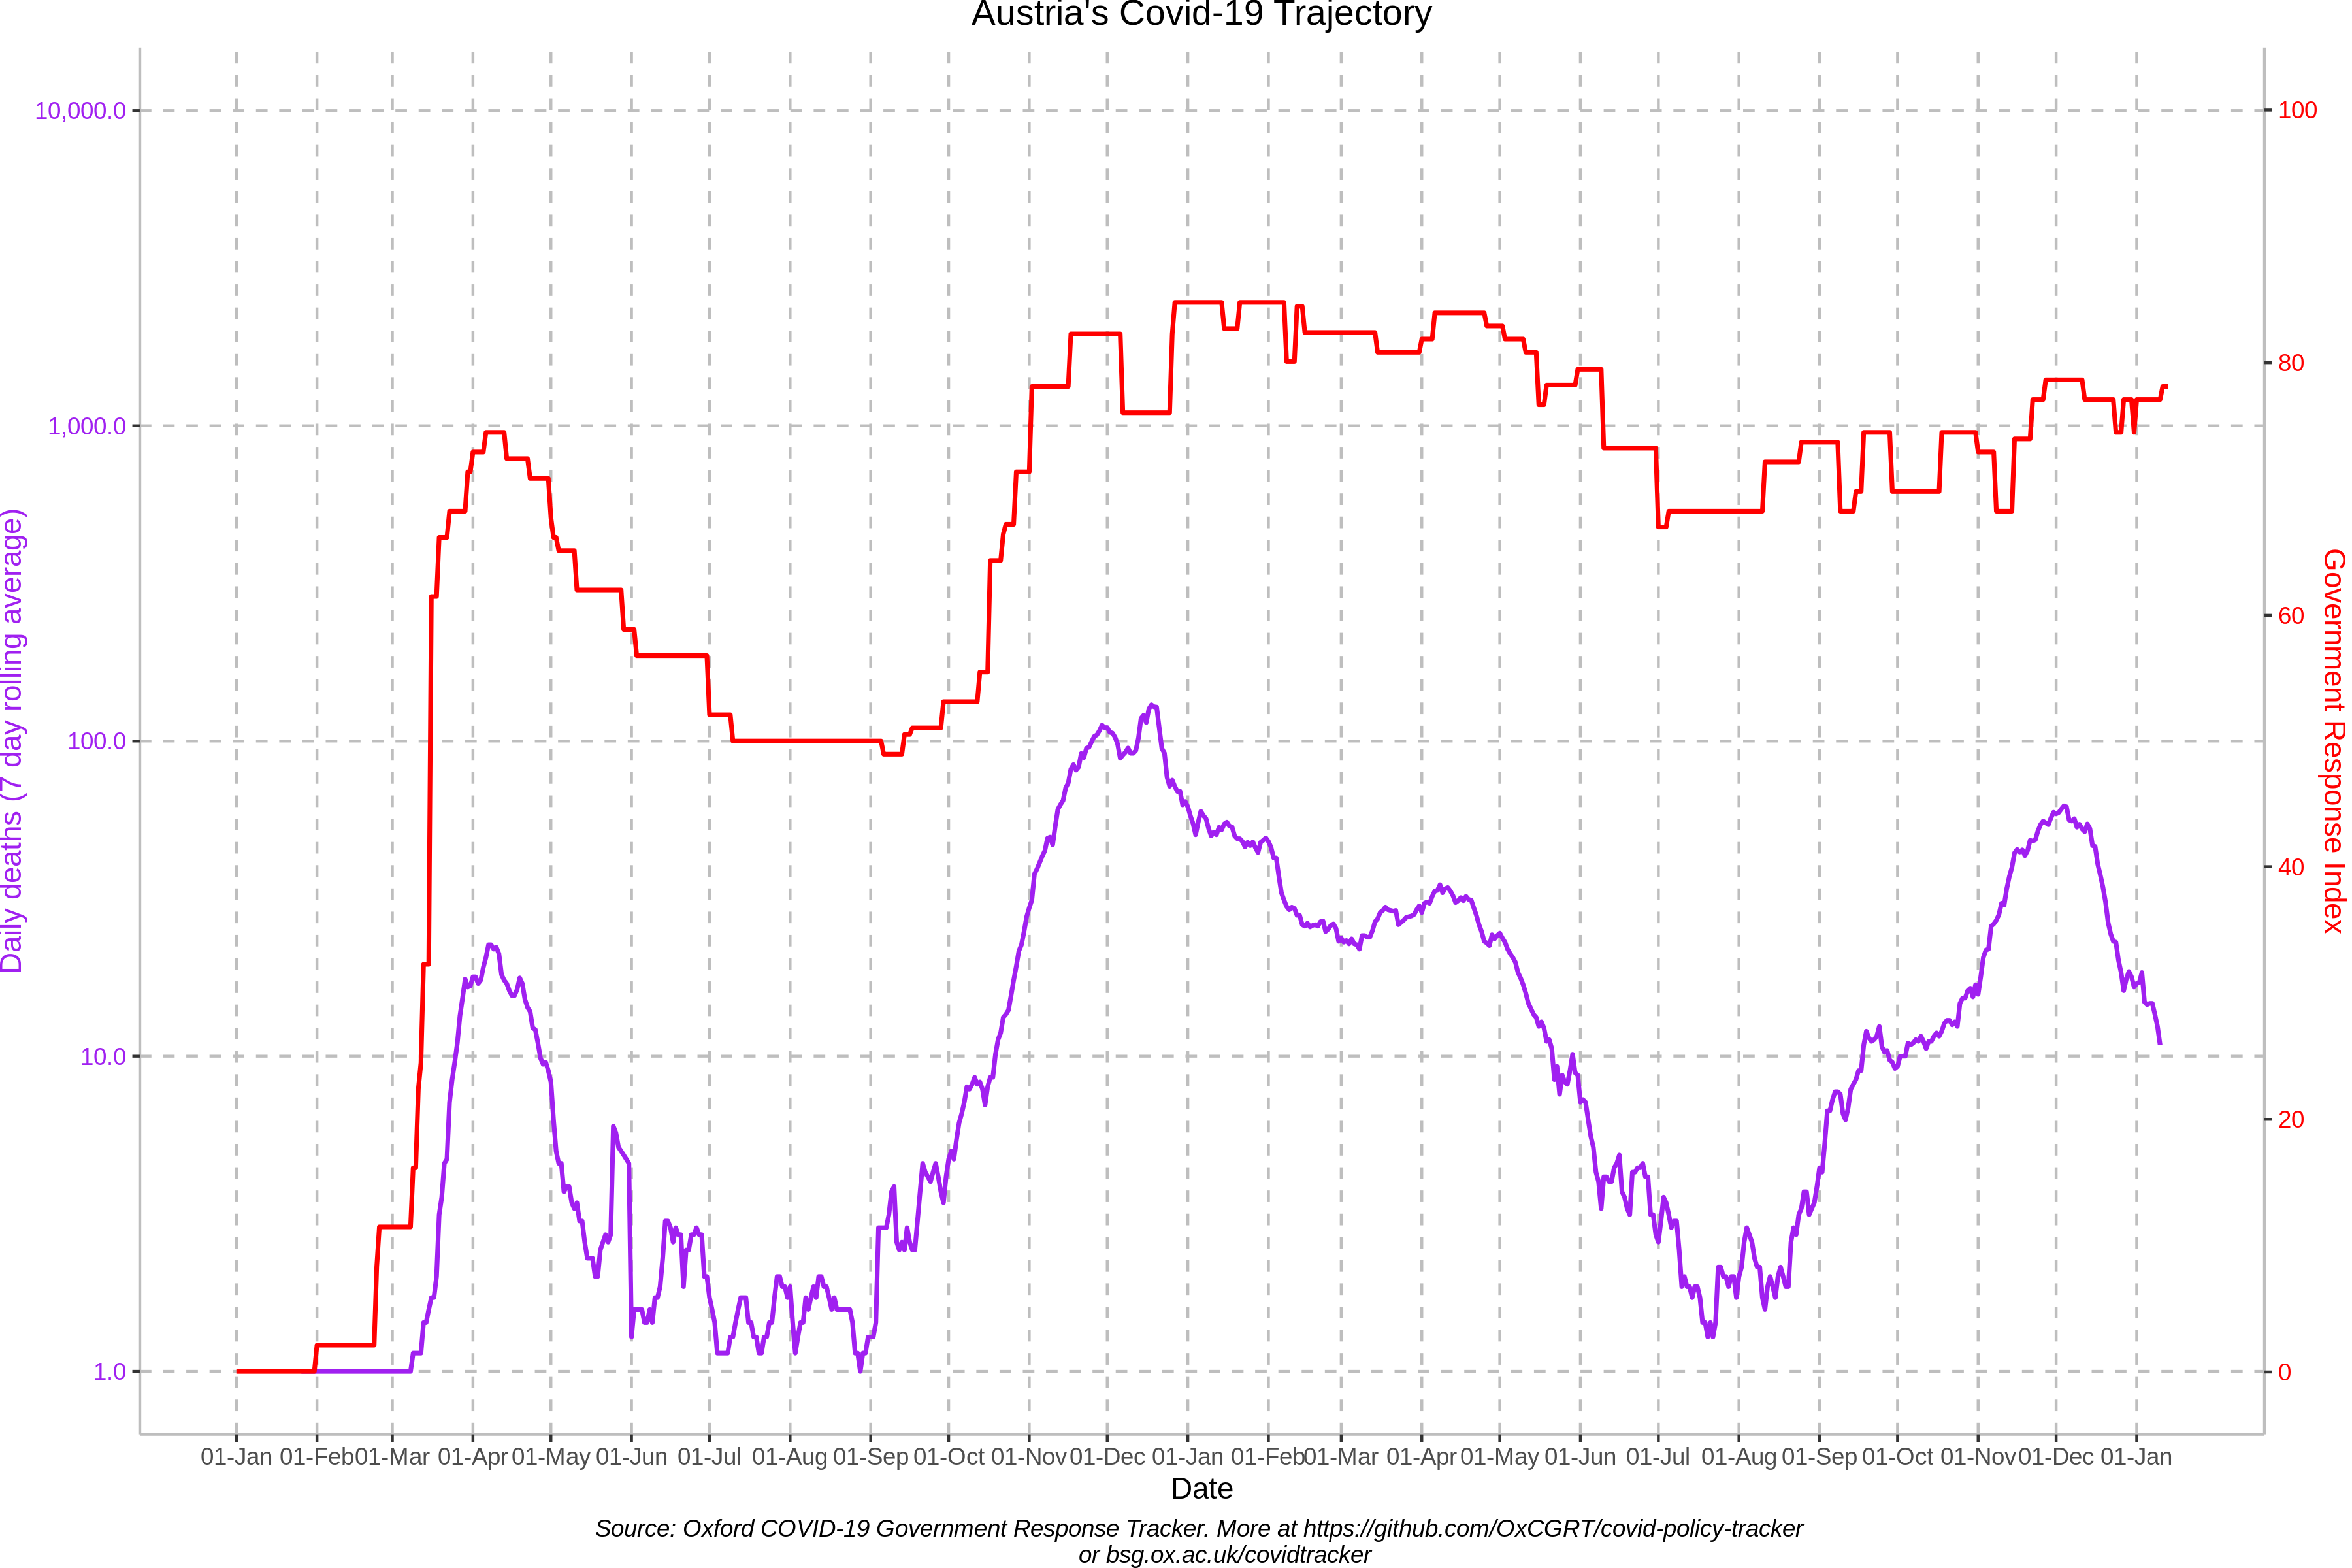 Austria's Covid-19 Trajectory
10,000.0
1,000.0
100.0
10.0
1.0
Daily deaths (7 day rolling average)
100
80
60
40
20
0
Government Response Index
01-Jan 01-Feb 01-Mar 01-Apr 01-May 01-Jun 01-Jul 01-Aug 01-Sep 01-Oct 01-Nov 01-Dec 01-Jan 01-Feb 01-Mar 01-Apr 01-May 01-Jun 01-Jul 01-Aug 01-Sep 01-Oct 01-Nov 01-Dec 01-Jan
Date
Source: Oxford COVID-19 Government Response Tracker. More at https://github.com/OxCGRT/covid-policy-tracker
or bsg.ox.ac.uk/covidtracker